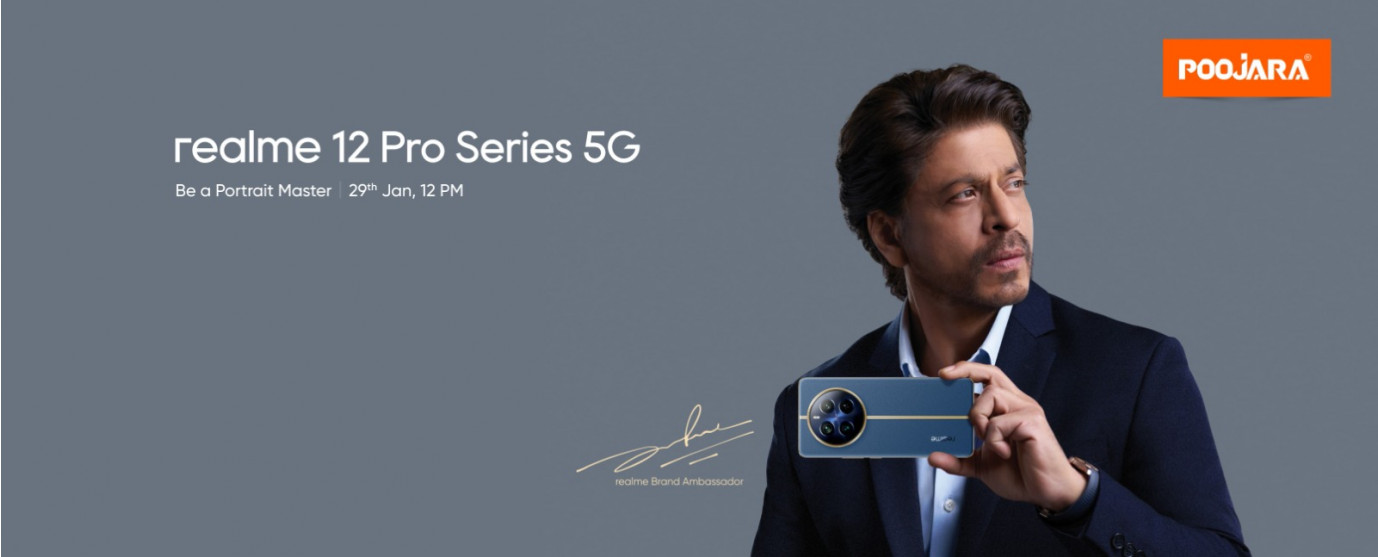 POOJARA®
realme 12 Pro Series 5G
Be a Portrait Master | 29th Jan, 12 PM
realme
realme Brand Ambassador